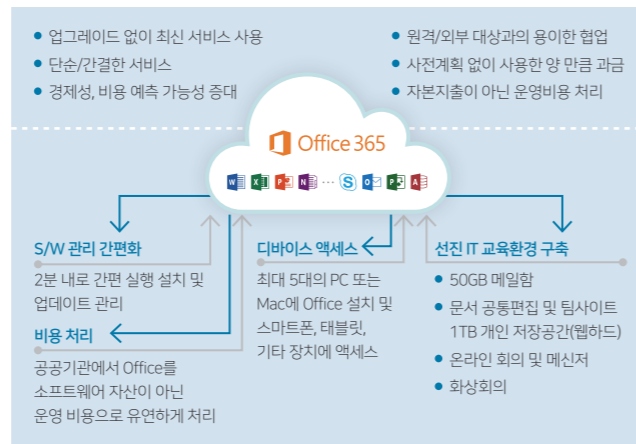 • 업그레이드 없이 최신 서비스 사용
• 단순/간결한 서비스
• 경제성, 비용 예측 가능성 증대
• 원격/외부 대상과의 용이한 협업
• 사전계획 없이 사용한 양 만큼 과금
• 자본지출이 아닌 운영비용 처리
Office 365
W X P N ··· S O P A
S/W 관리 간편화
2분 내로 간편 실행 설치 및
업데이트 관리
비용 처리
공공기관에서 Office를
소프트웨어 자산이 아닌
운영 비용으로 유연하게 처리
디바이스 액세스
최대 5대의 PC 또는
Mac에 Office 설치 및
스마트폰, 태블릿,
기타 장치에 액세스
선진 IT 교육환경 구축
• 50GB 메일함
• 문서 공통편집 및 팀사이트
1TB 개인 저장공간(웹하드)
• 온라인 회의 및 메신저
• 화상회의